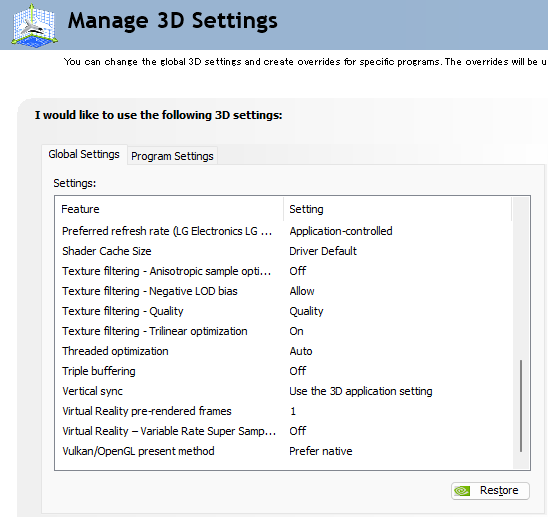 Manage 3D Settings
You can change the global 3D settings and create overrides for specific programs. The overrides will be u
I would like to use the following 3D settings:
Global Settings Program Settings
Settings:
Feature Setting
Preferred refresh rate (LG Electronics LG ... Application-controlled
Shader Cache Size Driver Default
Texture filtering - Anisotropic sample opti... Off
Texture filtering - Negative LOD bias Allow
Texture filtering - Quality Quality
Texture filtering - Trilinear optimization On
Threaded optimization Auto
Triple buffering Off
Vertical sync Use the 3D application setting
Virtual Reality pre-rendered frames 1
Virtual Reality – Variable Rate Super Samp... Off
Vulkan/OpenGL present method Prefer native
Restore